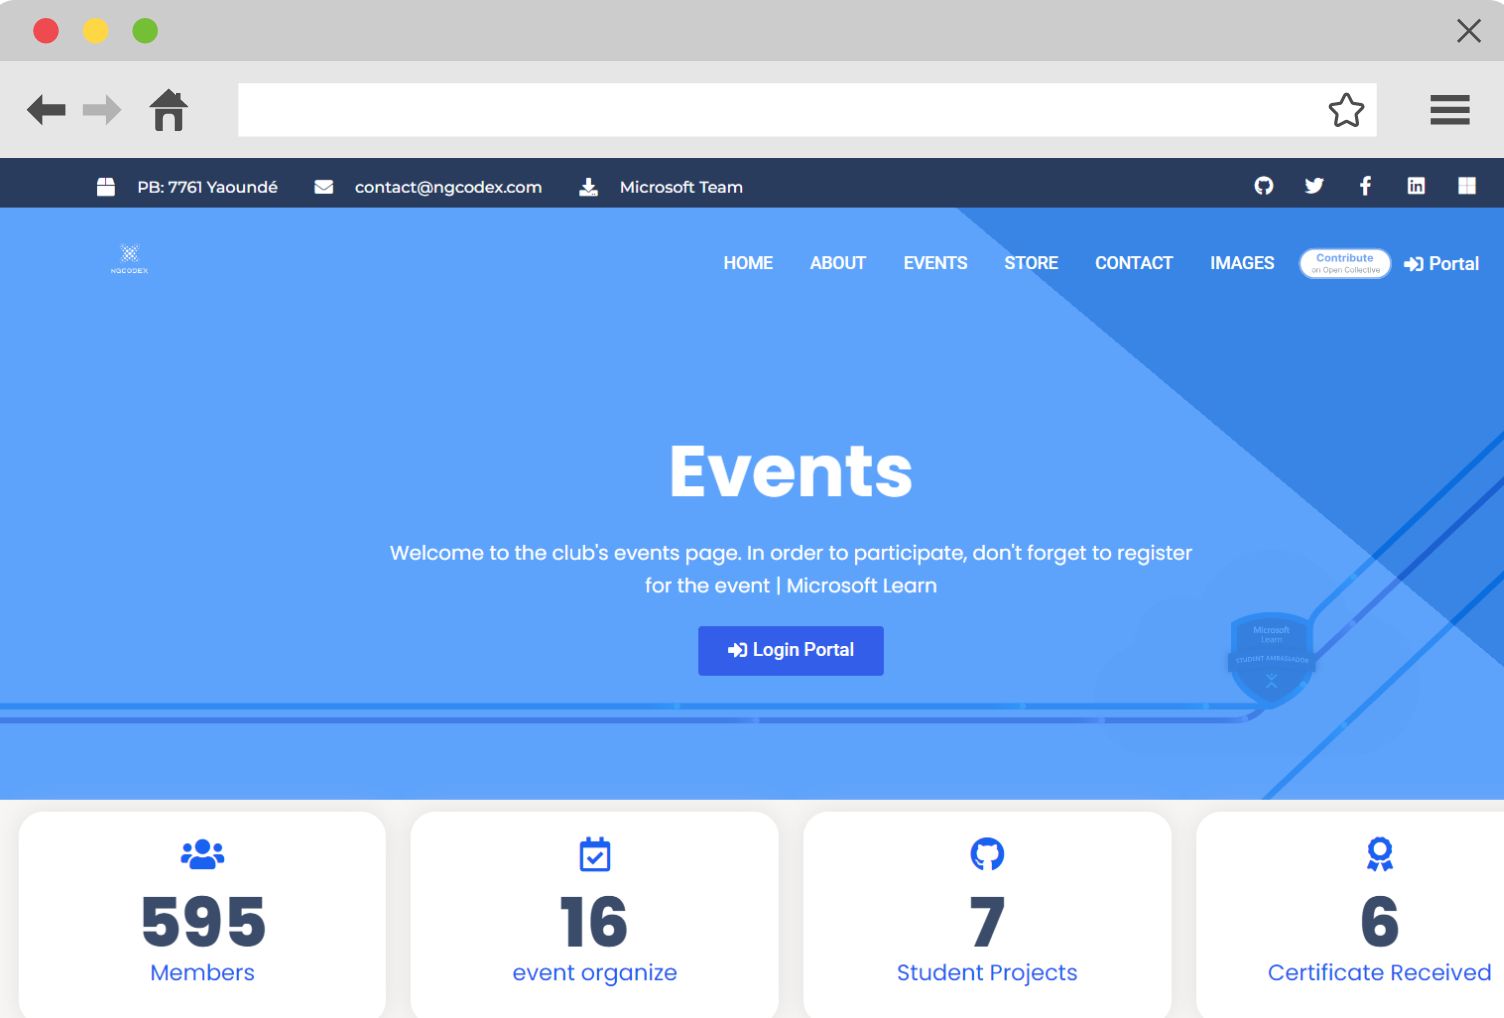 PB: 7761 Yaoundé contact@ngcodex.com Microsoft Team
NGCODEX HOME ABOUT EVENTS STORE CONTACT IMAGES Contribute on Open Collective Portal
Events
Welcome to the club's events page. In order to participate, don't forget to register
for the event | Microsoft Learn
Login Portal
Microsoft
Learn
STUDENT AMBASSADOR
595
Members
16
event organize
7
Student Projects
6
Certificate Received